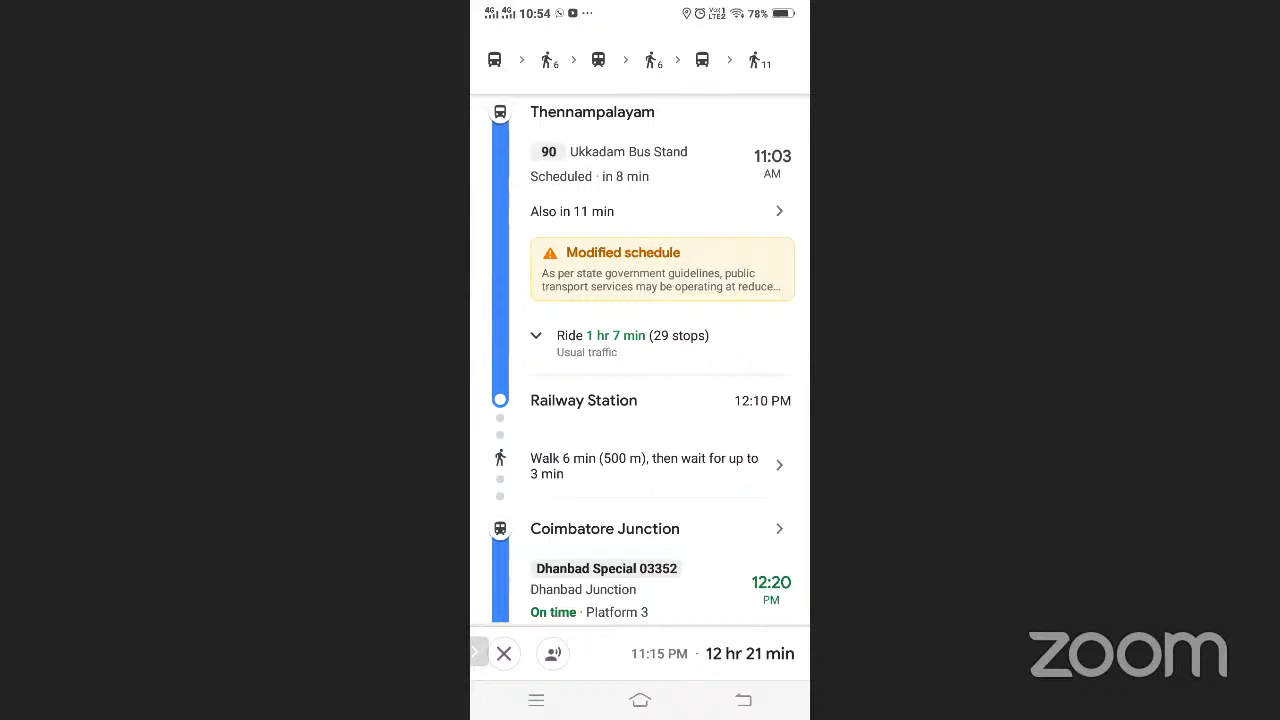 4G 4G 10:54 ... Vo) LTE2 78%
6 6 11
Thennampalayam
90 Ukkadam Bus Stand 11:03
Scheduled · in 8 min AM
Also in 11 min
Modified schedule
As per state government guidelines, public
transport services may be operating at reduce...
Ride 1 hr 7 min (29 stops)
Usual traffic
Railway Station 12:10 PM
Walk 6 min (500 m), then wait for up to
3 min
Coimbatore Junction
Dhanbad Special 03352
Dhanbad Junction 12:20
On time · Platform 3 PM
11:15 PM · 12 hr 21 min
zoom